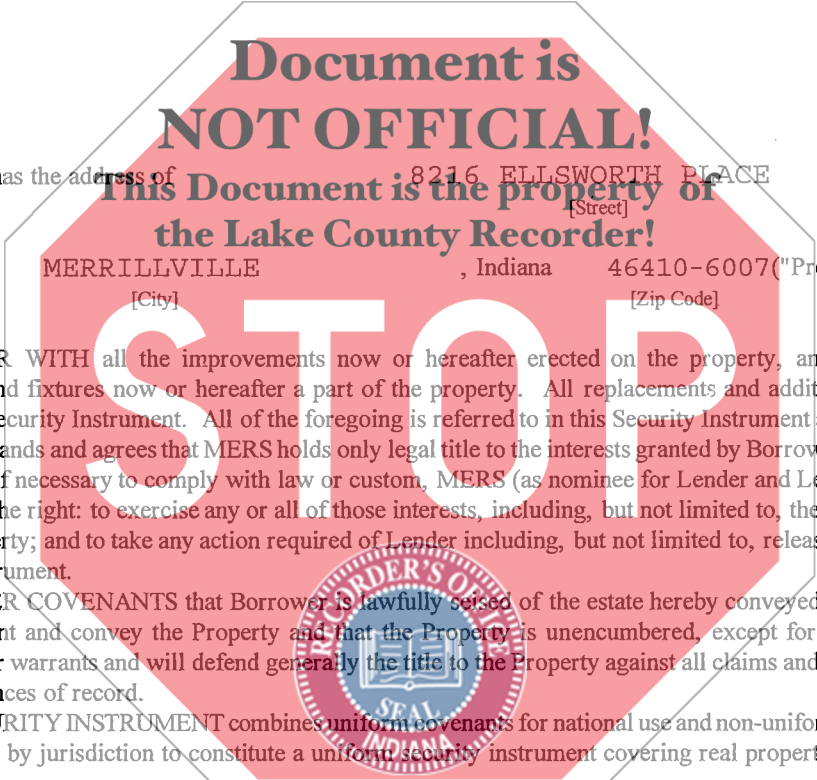 Document is
NOT OFFICIAL!
as the address of 8216 ELLSWORTH PLACE
This Document is the property of
[Street]
the Lake County Recorder!
MERRILLVILLE , Indiana 46410-6007("Pr
[City] [Zip Code]
STOP
R WITH all the improvements now or hereafter erected on the property, an
d fixtures now or hereafter a part of the property. All replacements and addit
ecurity Instrument. All of the foregoing is referred to in this Security Instrument
ands and agrees that MERS holds only legal title to the interests granted by Borrow
f necessary to comply with law or custom, MERS (as nominee for Lender and Le
he right: to exercise any or all of those interests, including, but not limited to, the
rty; and to take any action required of Lender including, but not limited to, releas
rument.
R COVENANTS that Borrower is lawfully seised of the estate hereby conveyed
nt and convey the Property and that the Property is unencumbered, except for
r warrants and will defend generally the title to the Property against all claims and
nces of record.
URITY INSTRUMENT combines uniform covenants for national use and non-unifo
by jurisdiction to constitute a uniform security instrument covering real propert
RECORDER'S OFFICE
SEAL
INDIANA